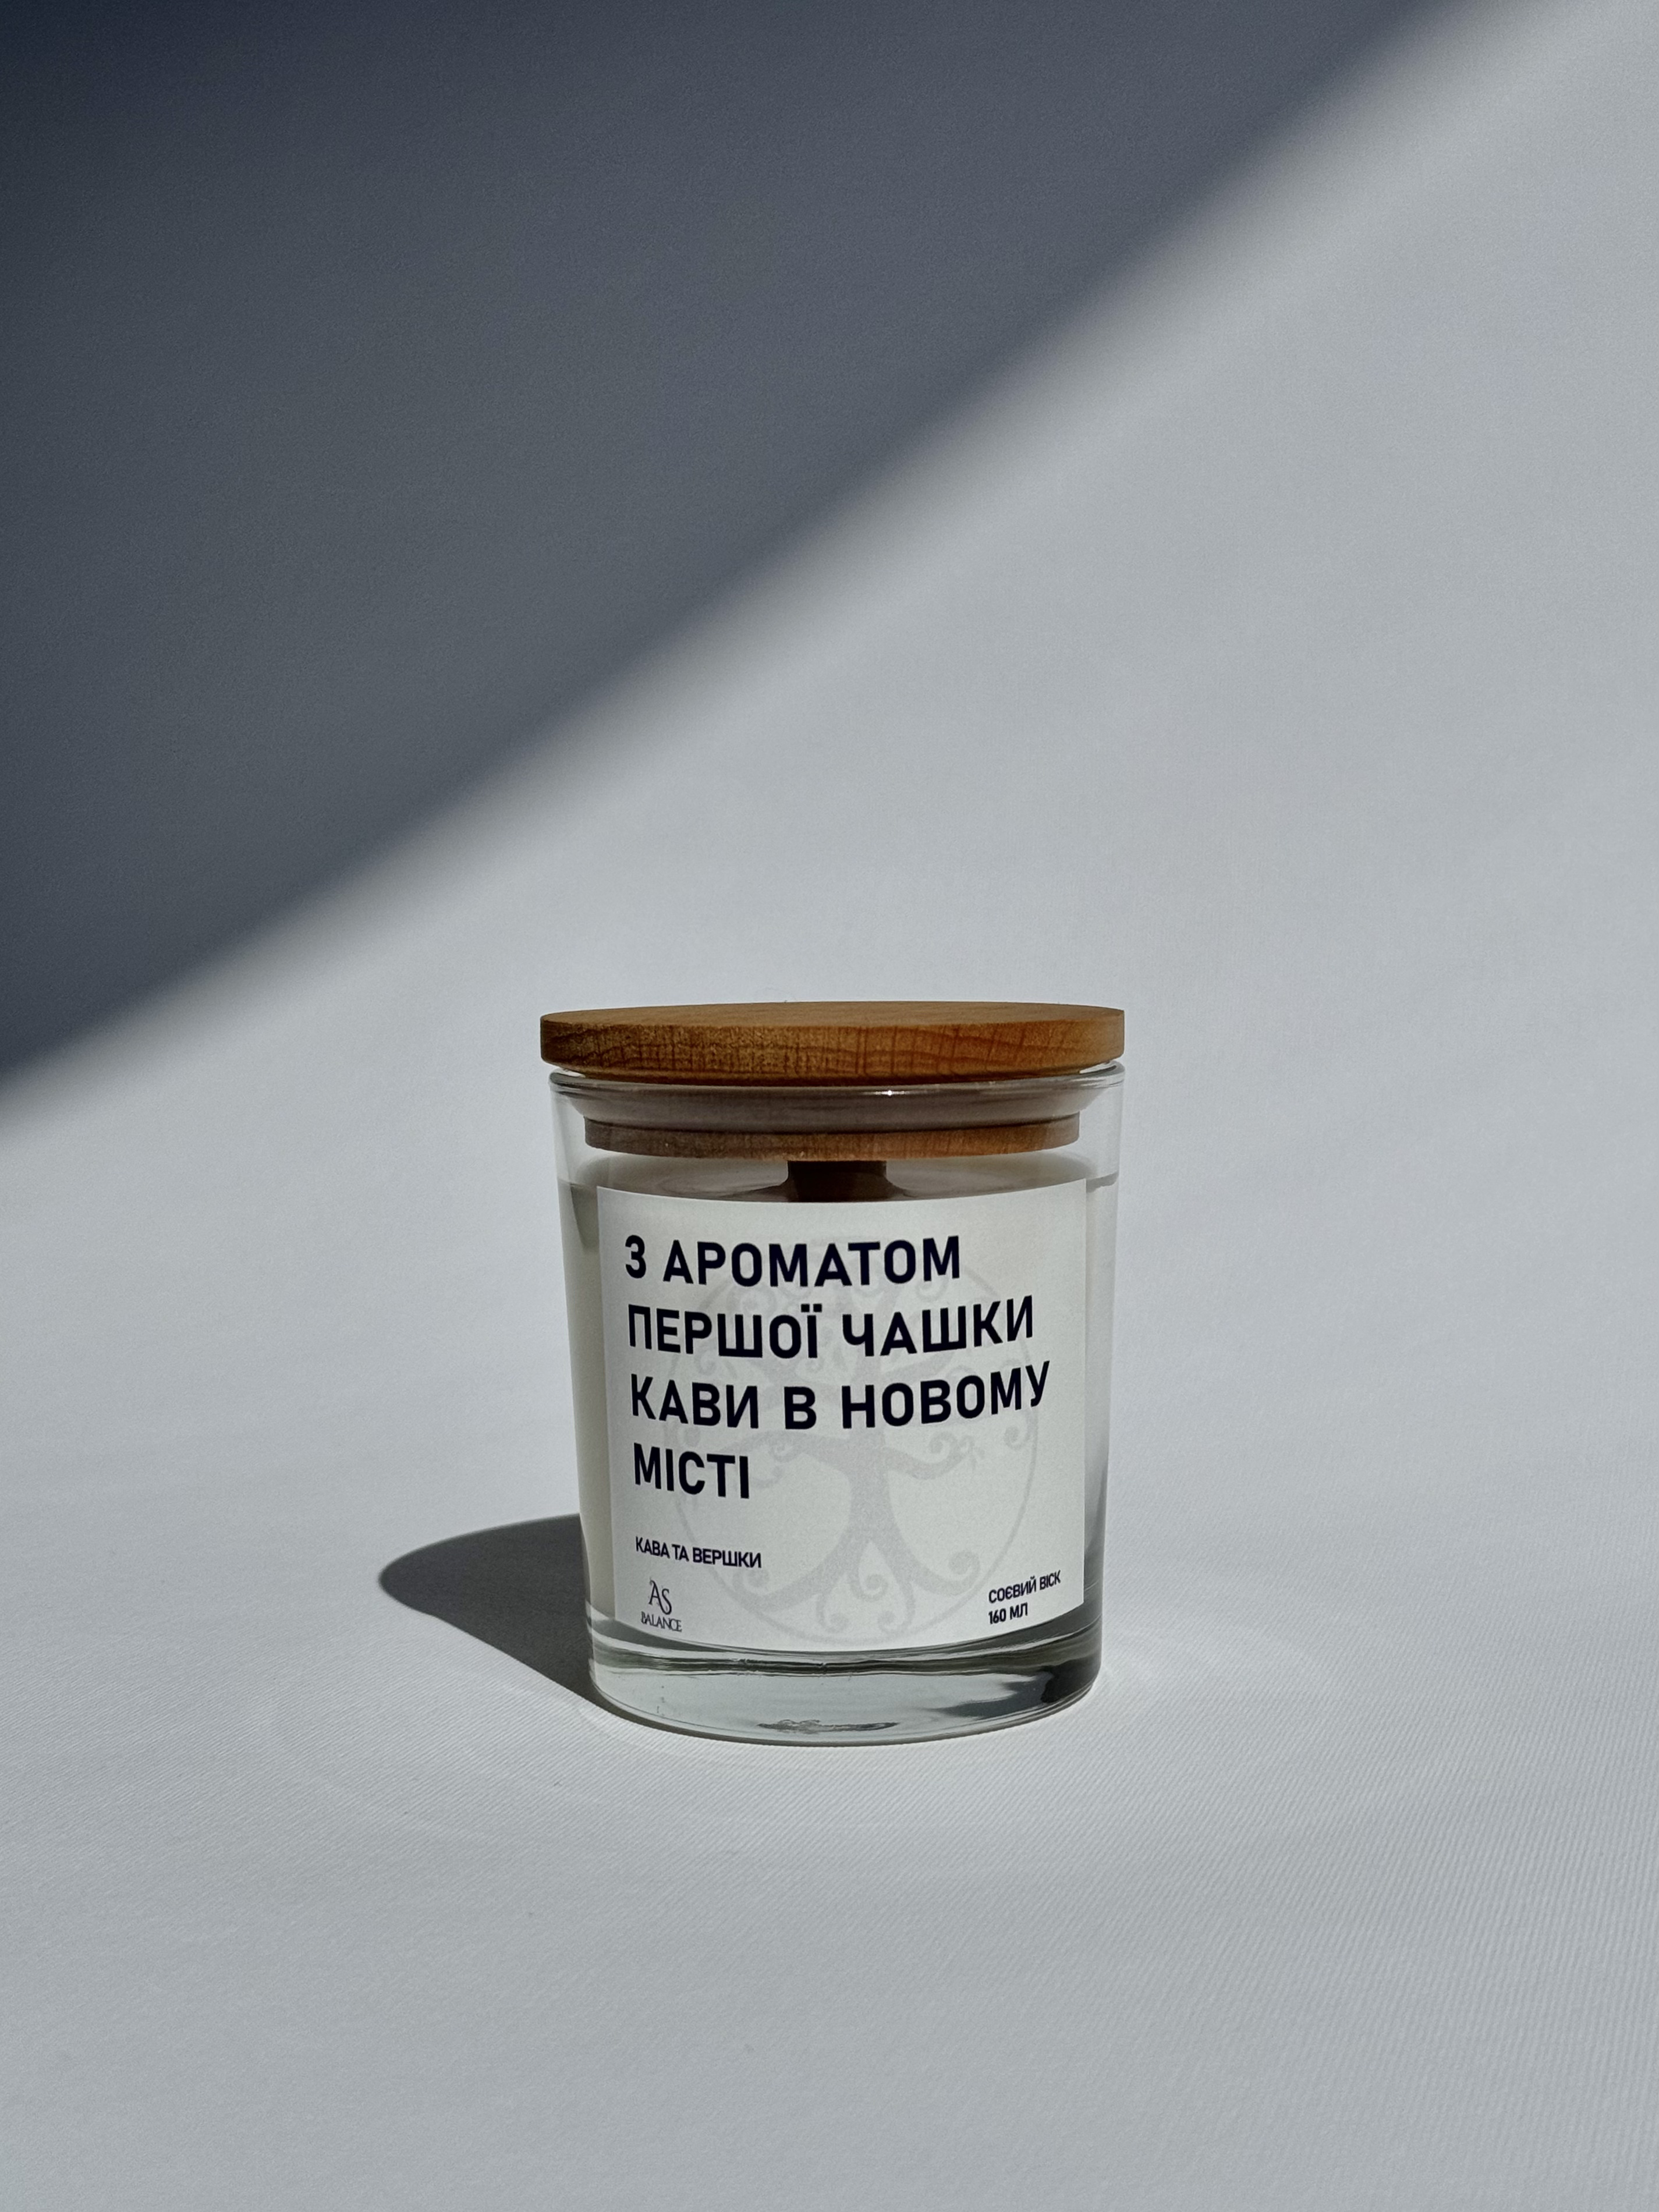 З АРОМАТОМ
ПЕРШОЇ ЧАШКИ
КАВИ В НОВОМУ
МІСТІ
КАВА ТА ВЕРШКИ
AS
BALANCE
СОЄВИЙ ВІСК
160 МЛ